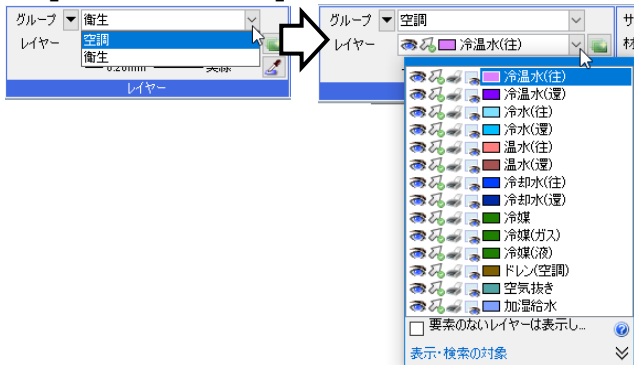 グループ ▼ 衛生
レイヤー
空調
衛生
0.20mm 実線
レイヤー
グループ ▼ 空調
レイヤー 冷温水(往)
サ
材
冷温水(往)
冷温水(還)
冷水(往)
冷水(還)
温水(往)
温水(還)
冷却水(往)
冷却水(還)
冷媒
冷媒(ガス)
冷媒(液)
ドレン(空調)
空気抜き
加湿給水
要素のないレイヤーは表示し...
表示・検索の対象